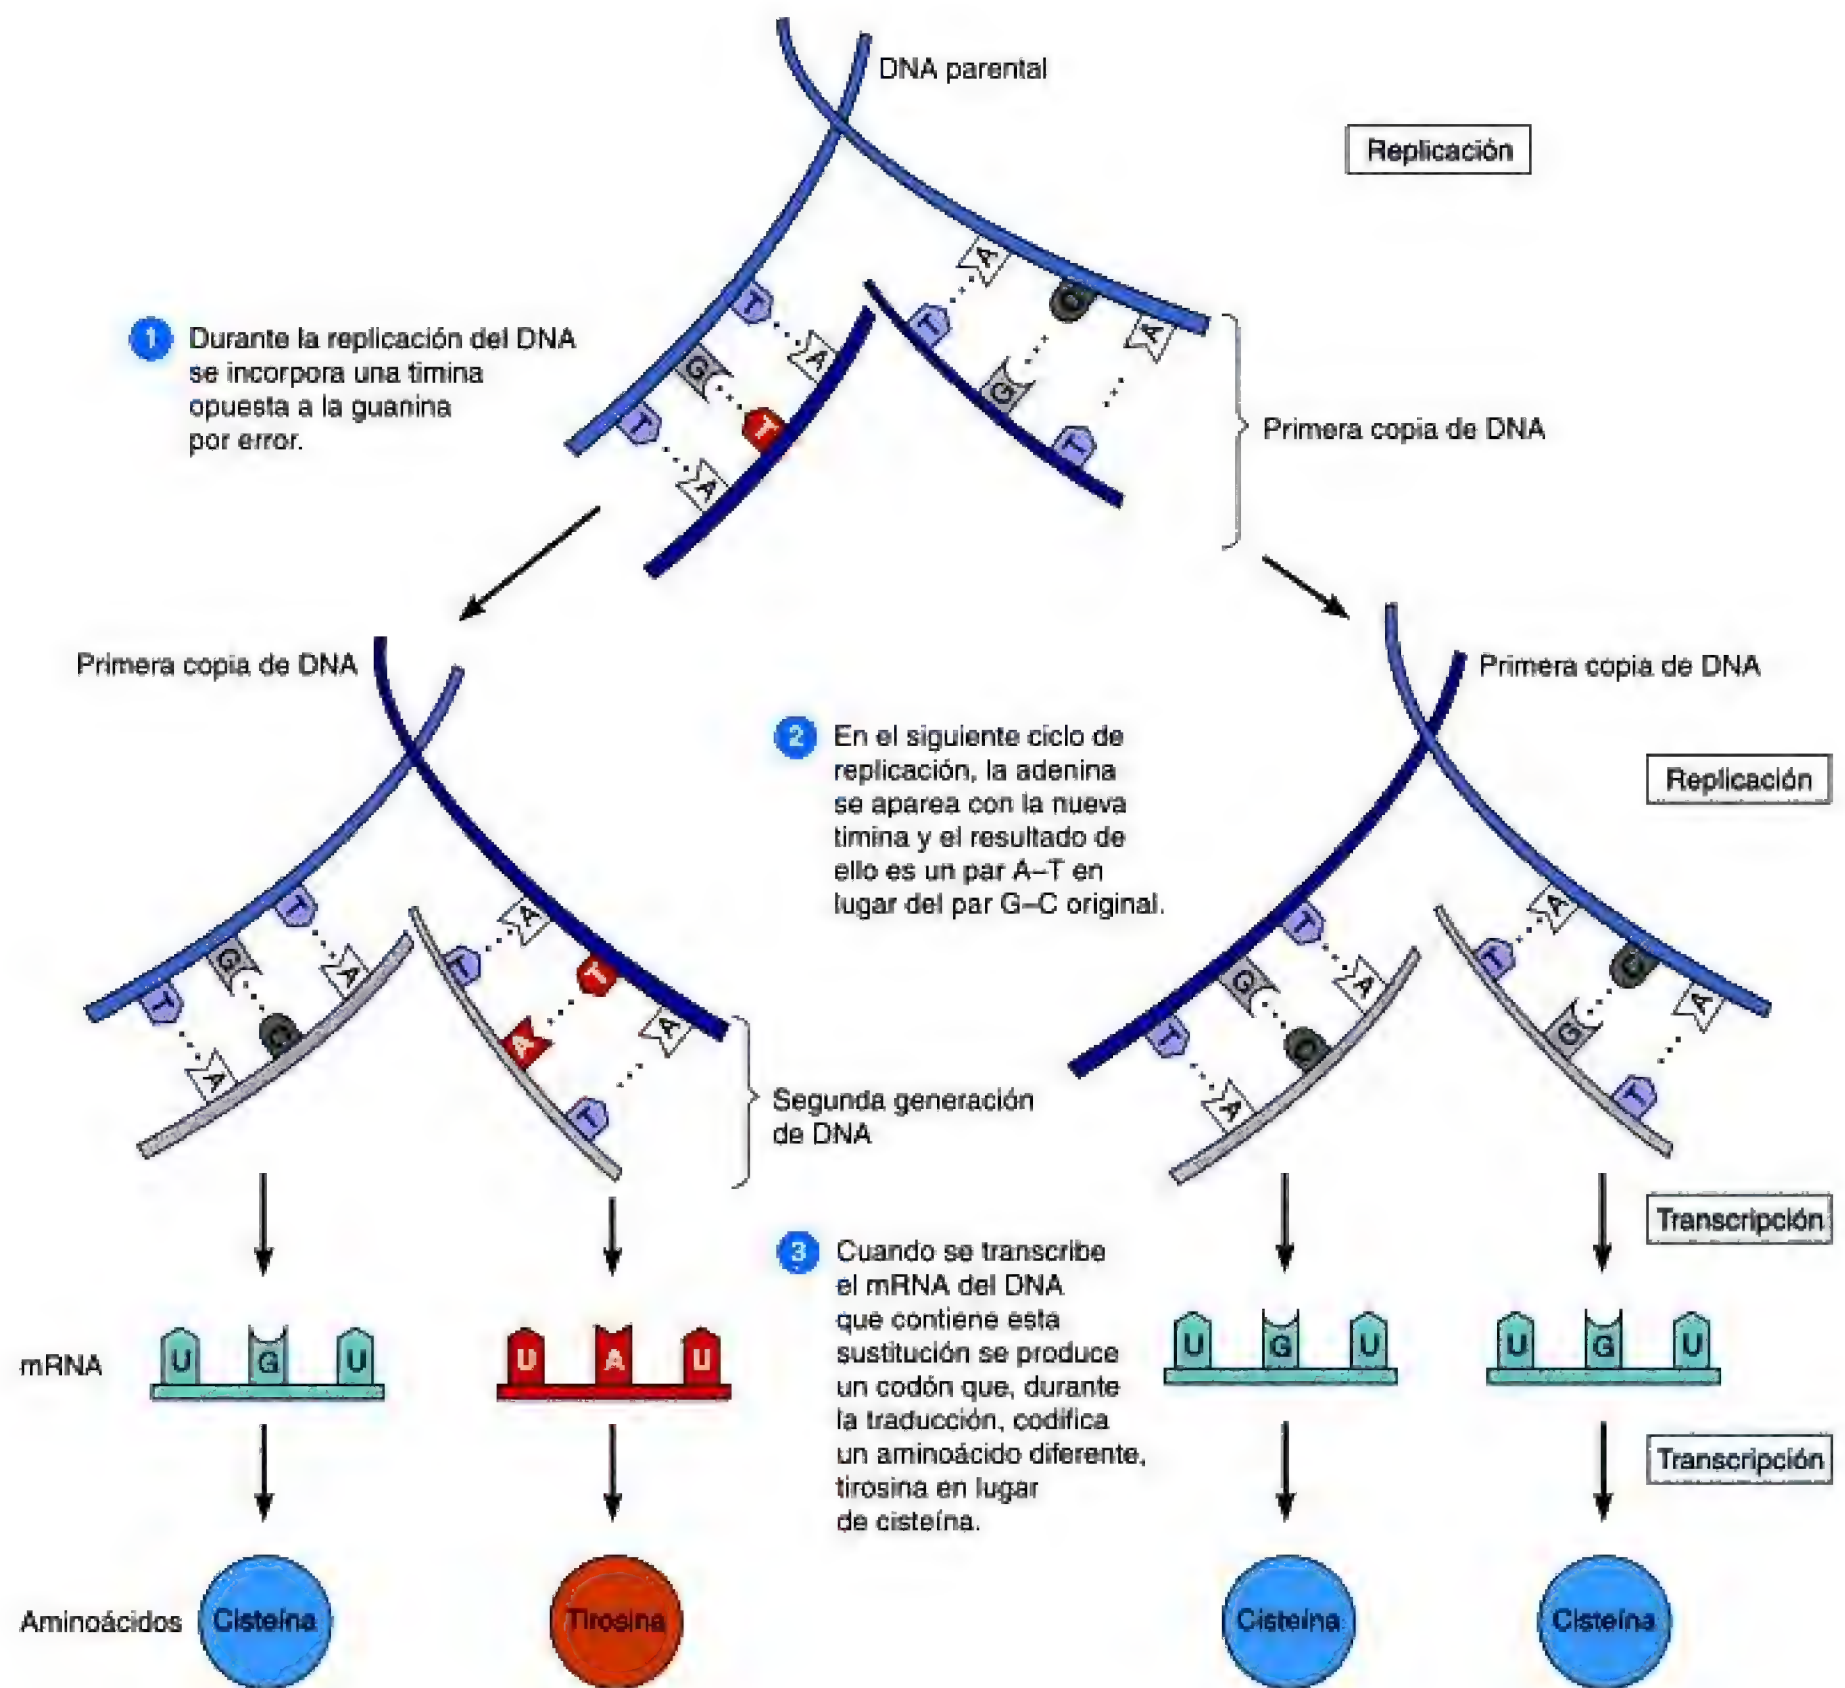 DNA parental
Replicación
T
A
A
C
T
A
G
A
T
G
T
T
A
T
1
Durante la replicación del DNA
se incorpora una timina
opuesta a la guanina
por error.
Primera copia de DNA
Primera copia de DNA
Primera copia de DNA
2
En el siguiente ciclo de
replicación, la adenina
se aparea con la nueva
timina y el resultado de
ello es un par A–T en
lugar del par G–C original.
Replicación
T
A
G
T
T
A
T
C
A
A
A
T
T
A
G
T
A
T
C
A
T
C
A
G
A
T
Segunda generación
de DNA
3
Cuando se transcribe
el mRNA del DNA
que contiene esta
sustitución se produce
un codón que, durante
la traducción, codifica
un aminoácido diferente,
tirosina en lugar
de cisteína.
Transcripción
mRNA
U G U
U A U
U G U
U G U
Transcripción
Aminoácidos
Cisteína
Tirosina
Cisteína
Cisteína